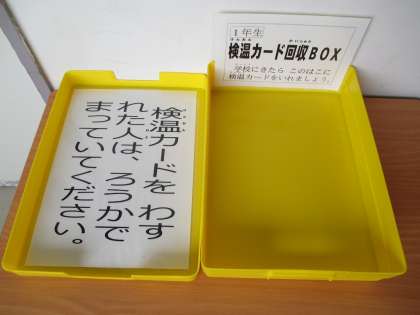 検温カードを わす
れた人は、ろうかで
まっていてください。
1年生
検温カード回収BOX
学校にきたら このはこに
検温カードをいれましょう。